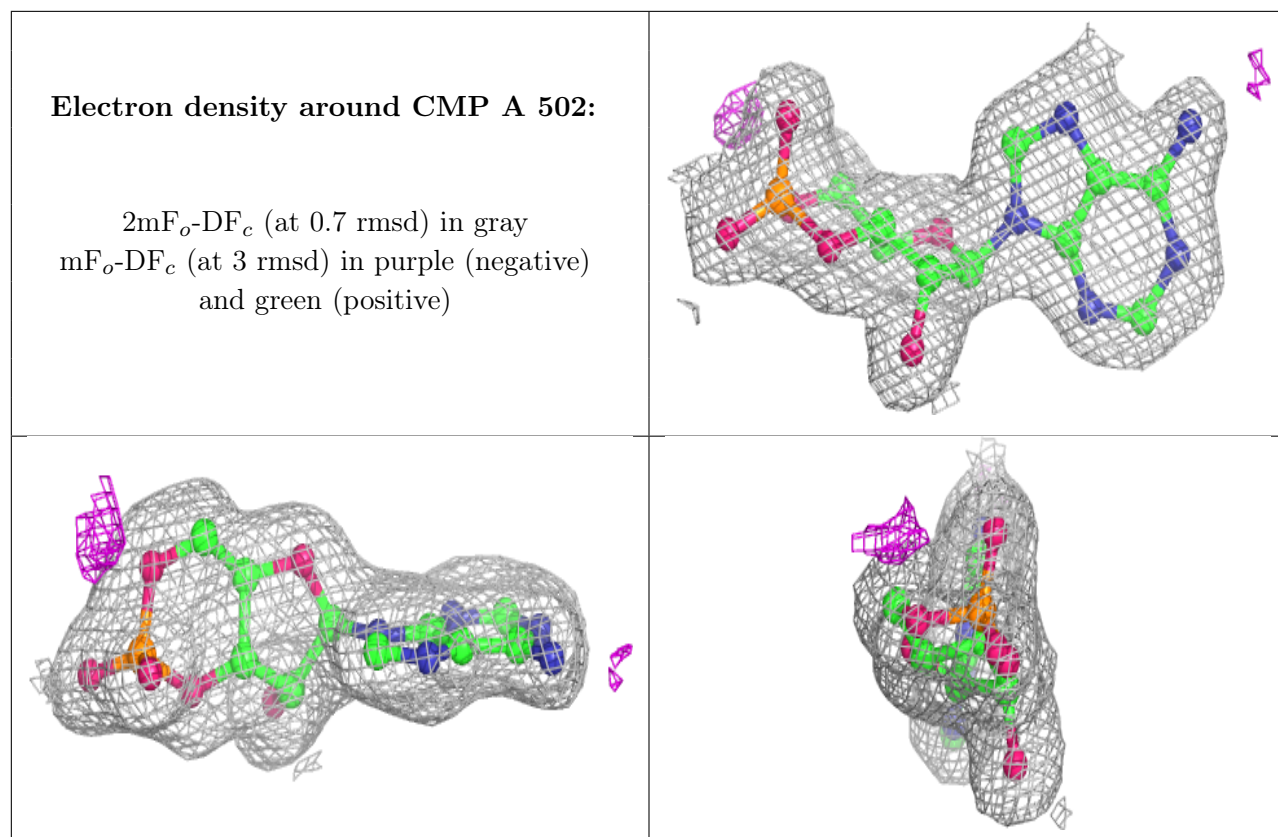 Electron density around CMP A 502:
2mFo-DFc (at 0.7 rmsd) in gray
mFo-DFc (at 3 rmsd) in purple (negative)
and green (positive)